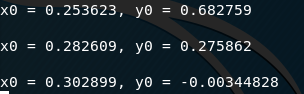 x0 = 0.253623, y0 = 0.682759
x0 = 0.282609, y0 = 0.275862
x0 = 0.302899, y0 = -0.00344828